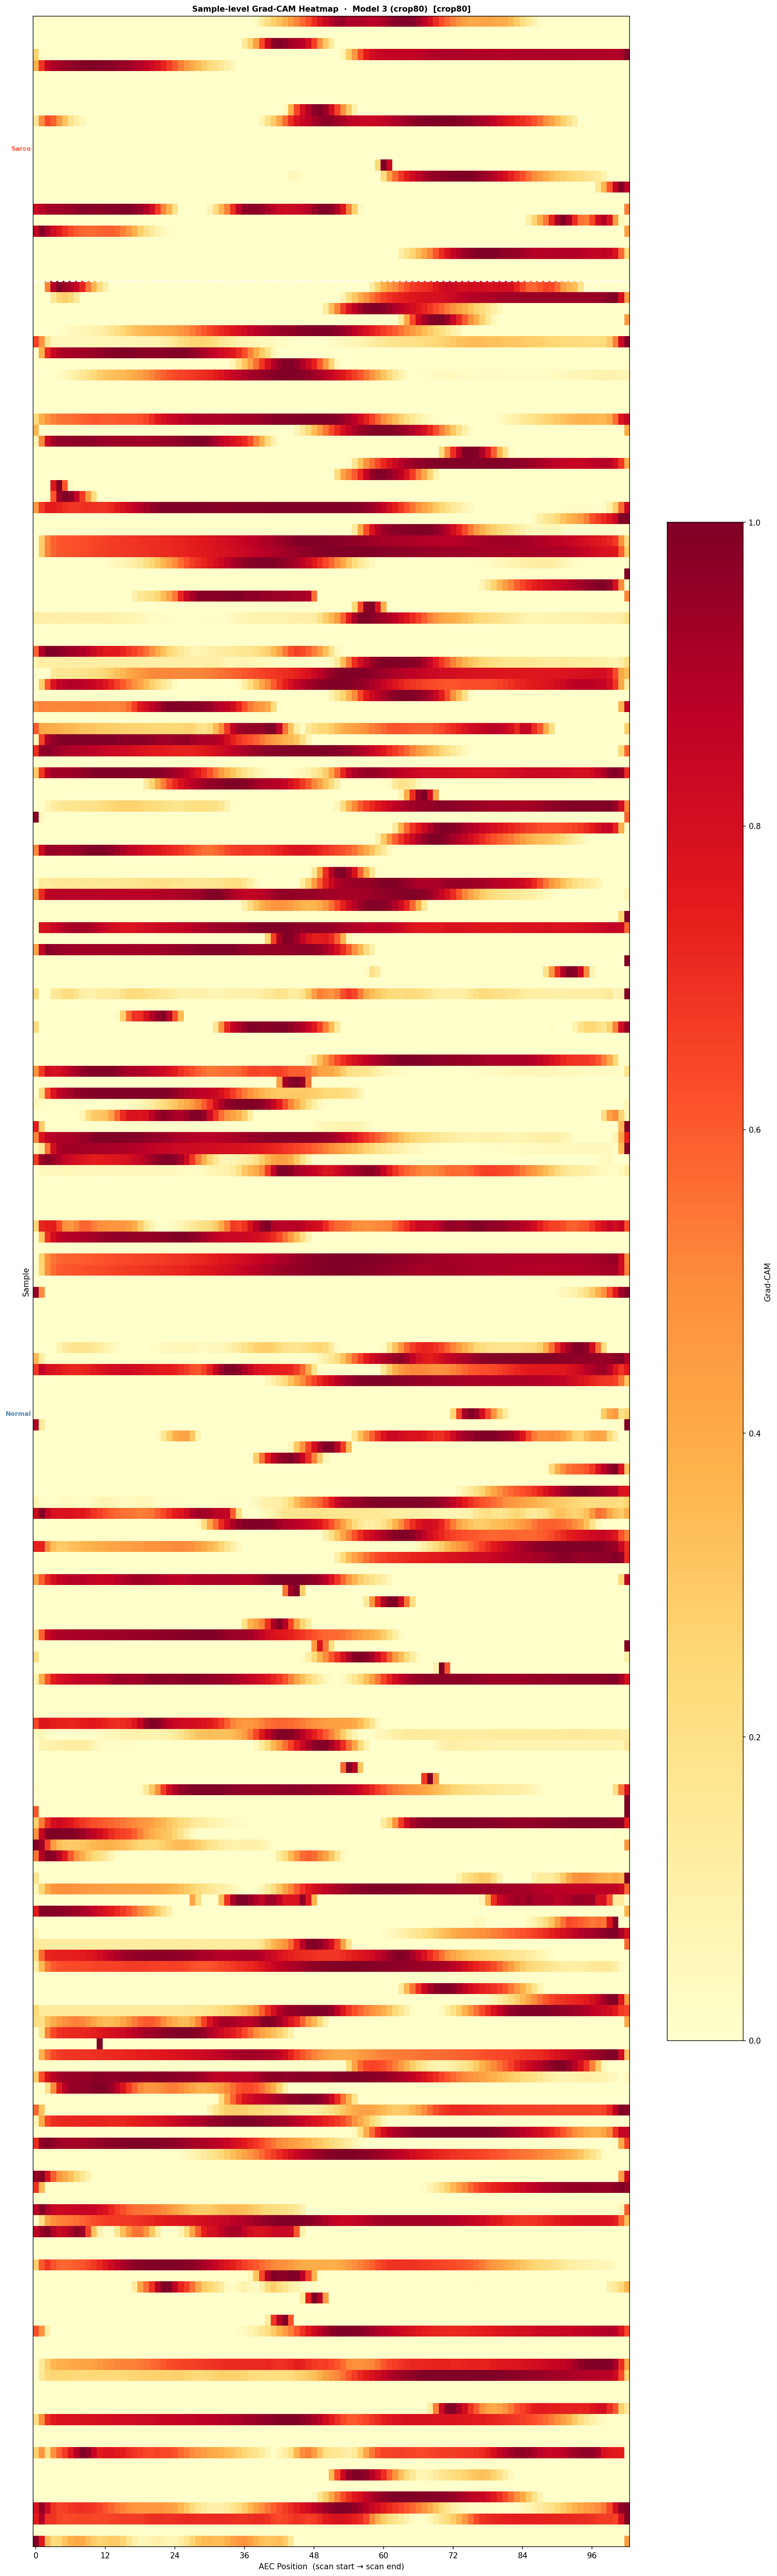 Sample-level Grad-CAM Heatmap · Model 3 (crop80) [crop80]
Sarco
Normal
Sample
0 12 24 36 48 60 72 84 96
AEC Position (scan start → scan end)
1.0
0.8
0.6
0.4
0.2
0.0
Grad-CAM